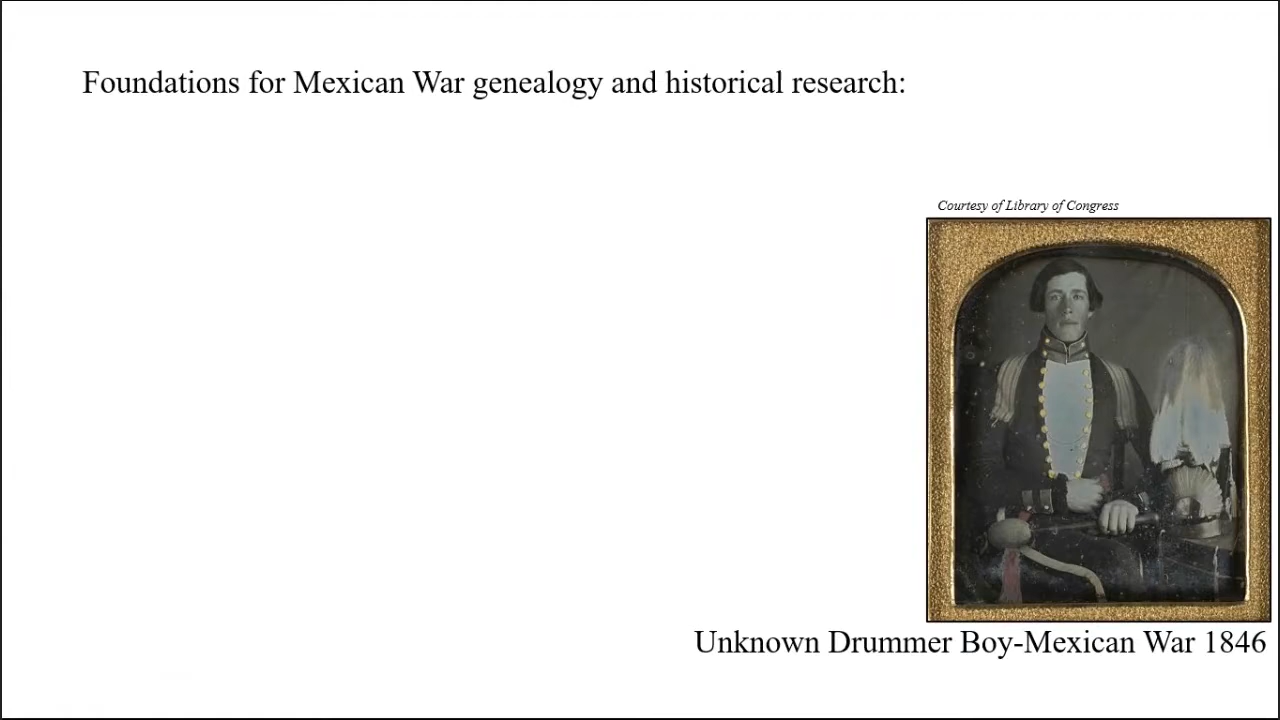 Foundations for Mexican War genealogy and historical research:
Courtesy of Library of Congress
Unknown Drummer Boy-Mexican War 1846